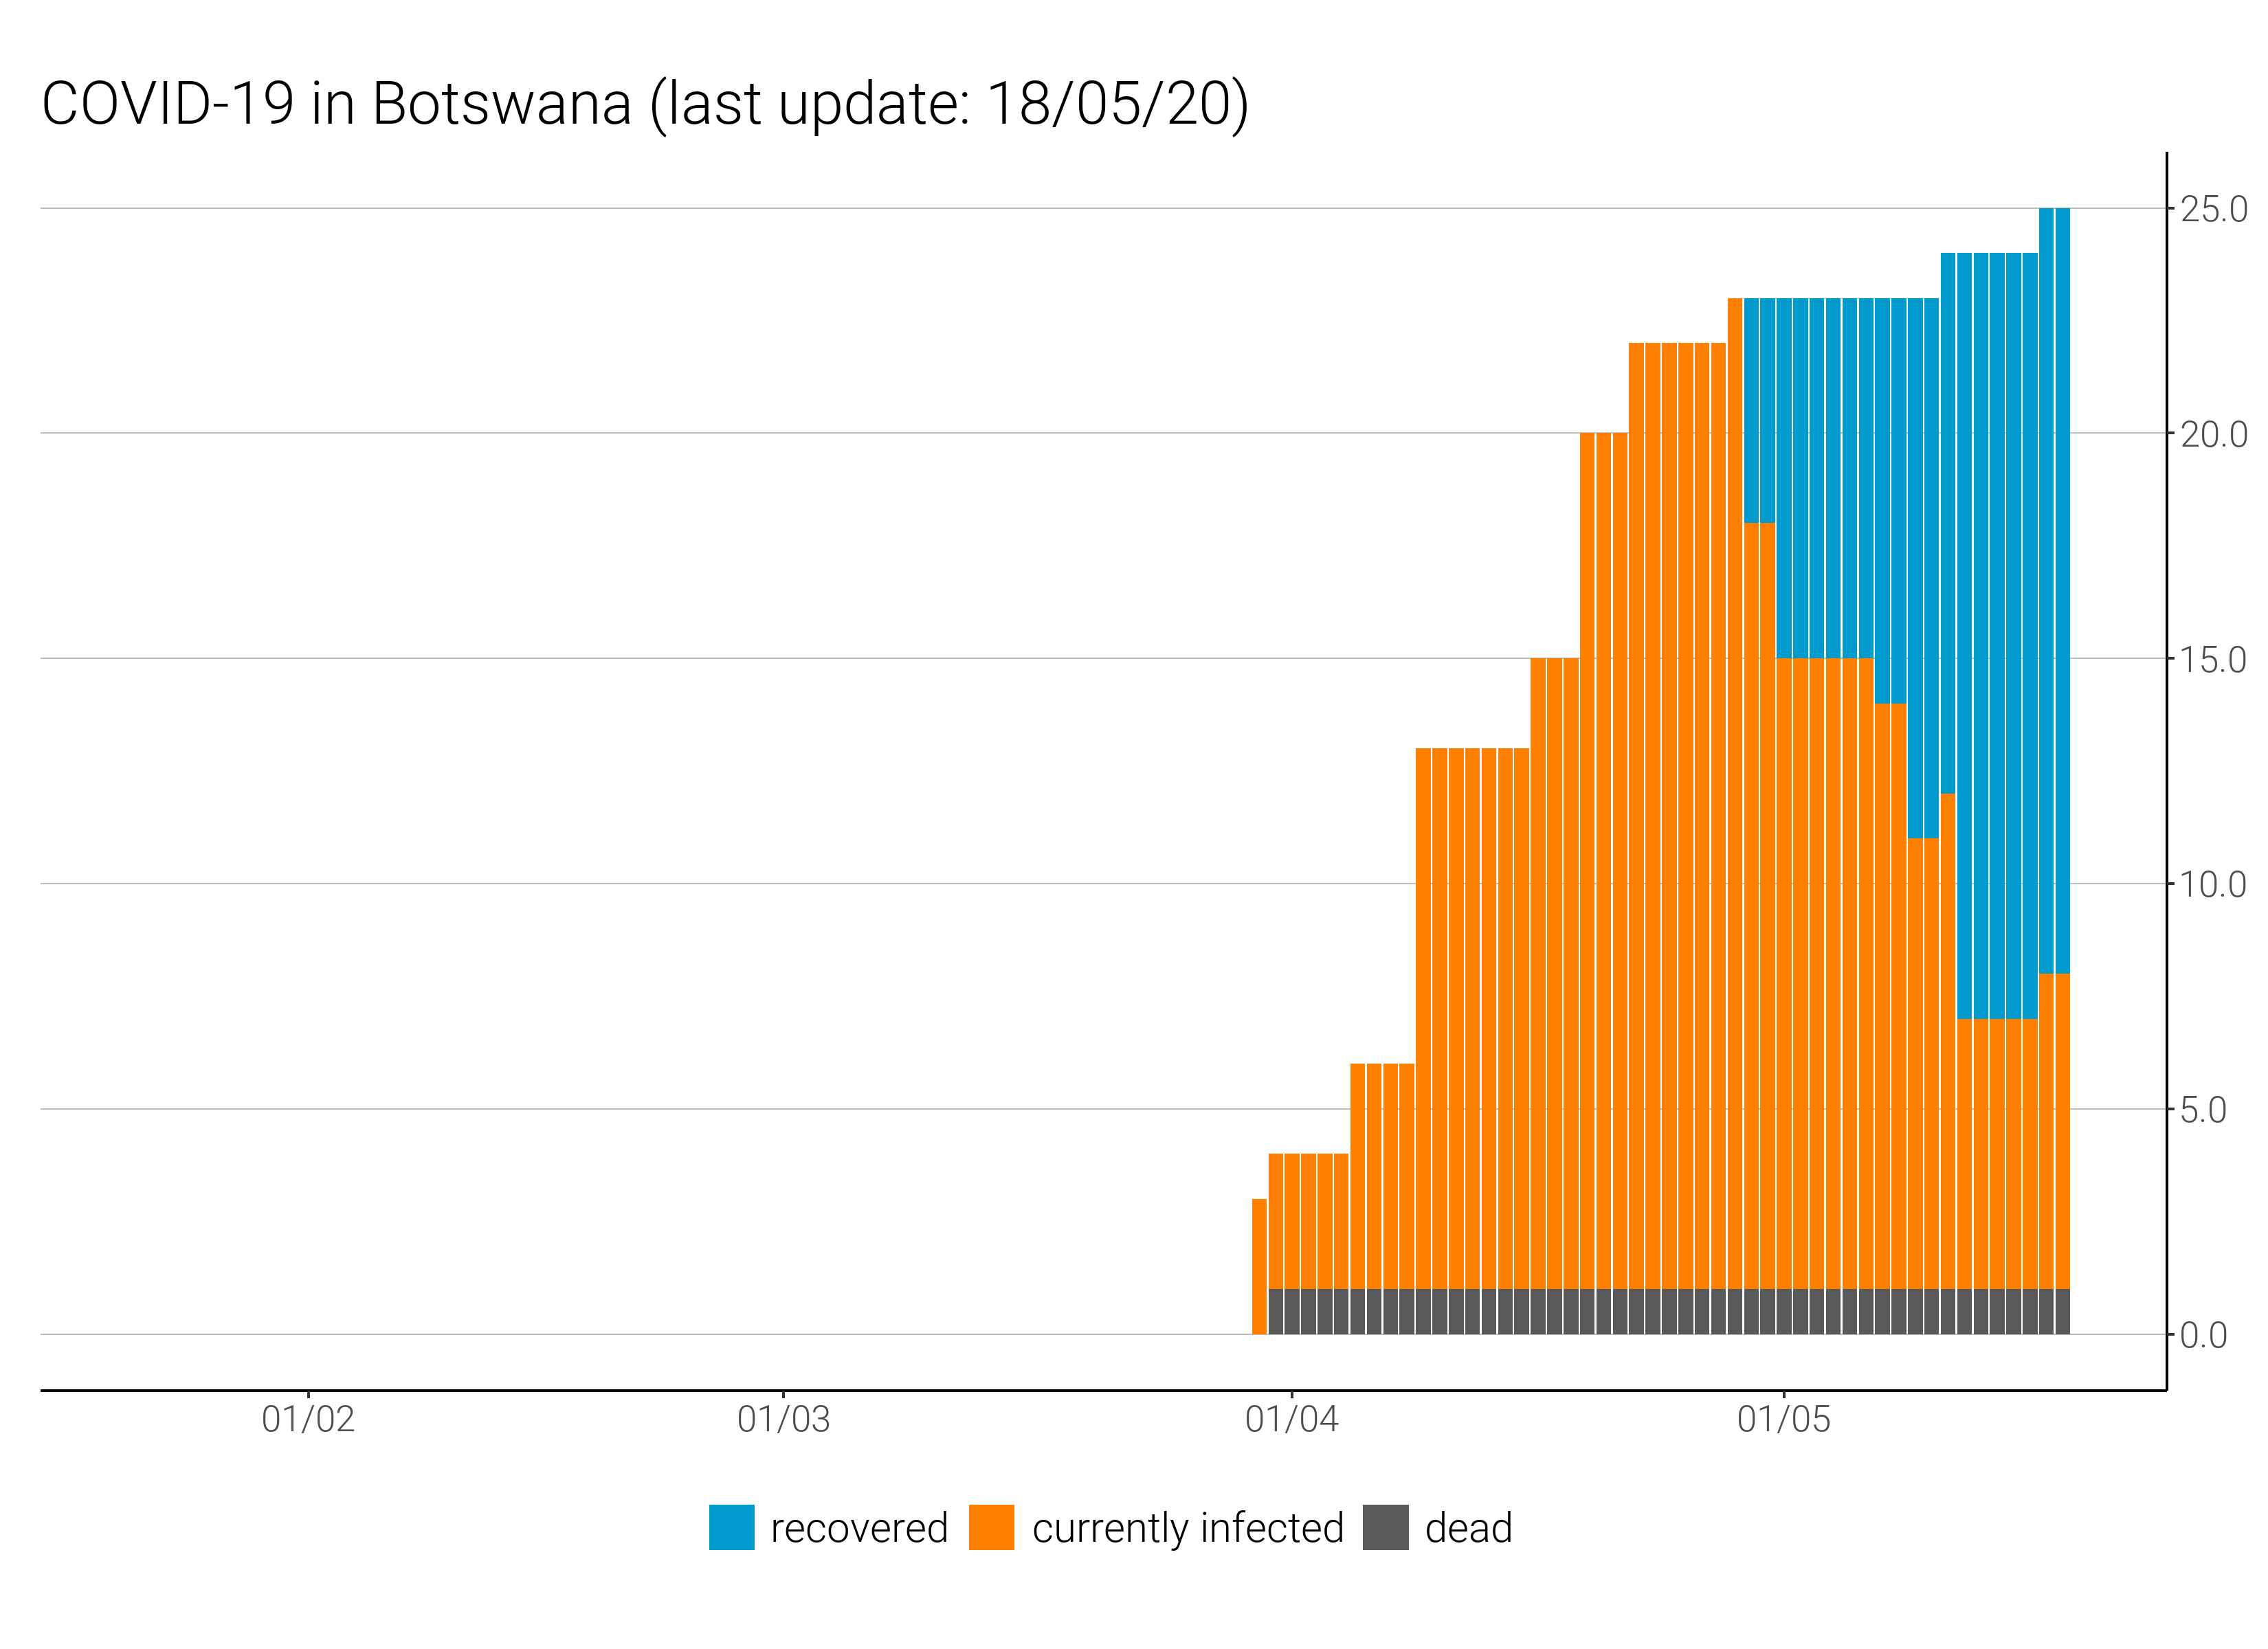 COVID-19 in Botswana (last update: 18/05/20)
25.0
20.0
15.0
10.0
5.0
0.0
01/02 01/03 01/04 01/05
recovered currently infected dead